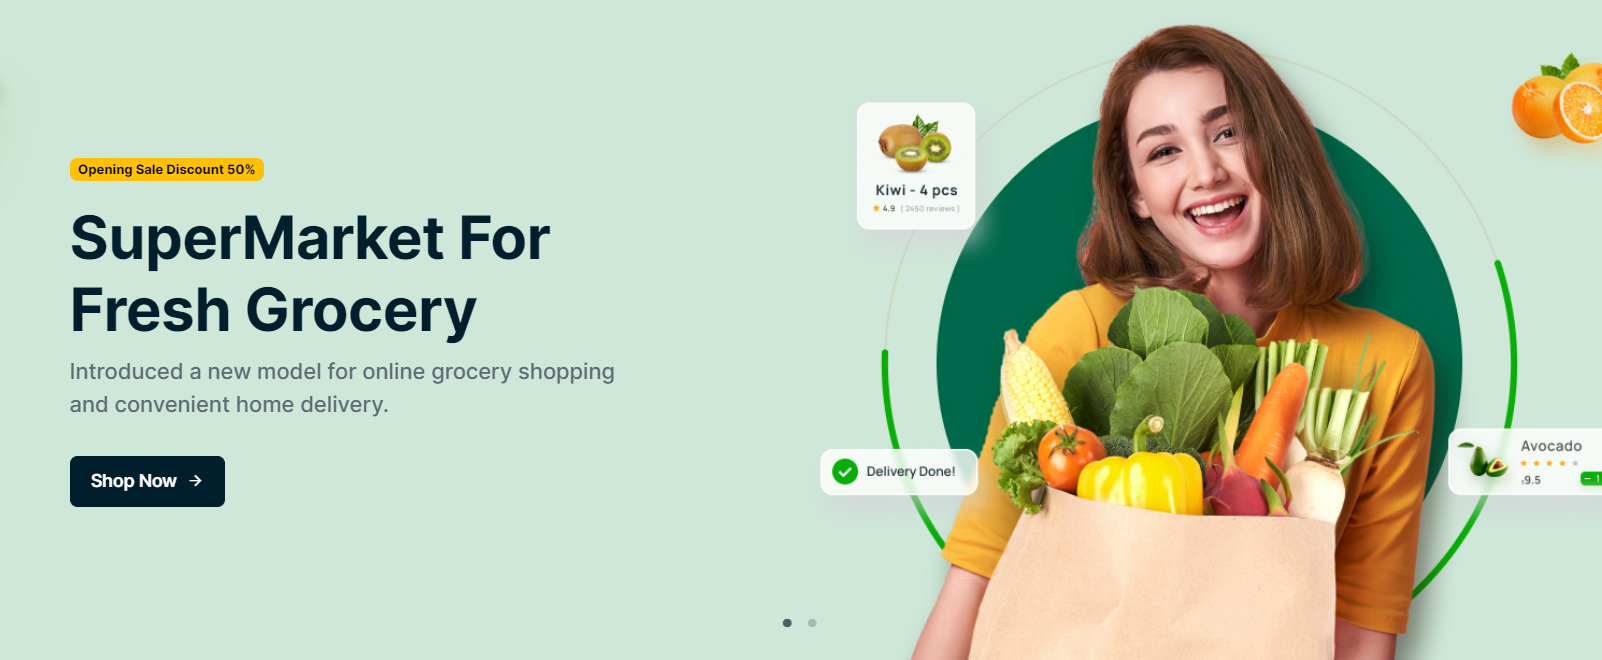 Opening Sale Discount 50%
SuperMarket For
Fresh Grocery
Introduced a new model for online grocery shopping
and convenient home delivery.
Shop Now
Kiwi - 4 pcs
4.9 ( 2450 reviews )
Delivery Done!
Avocado
9.5
- 1